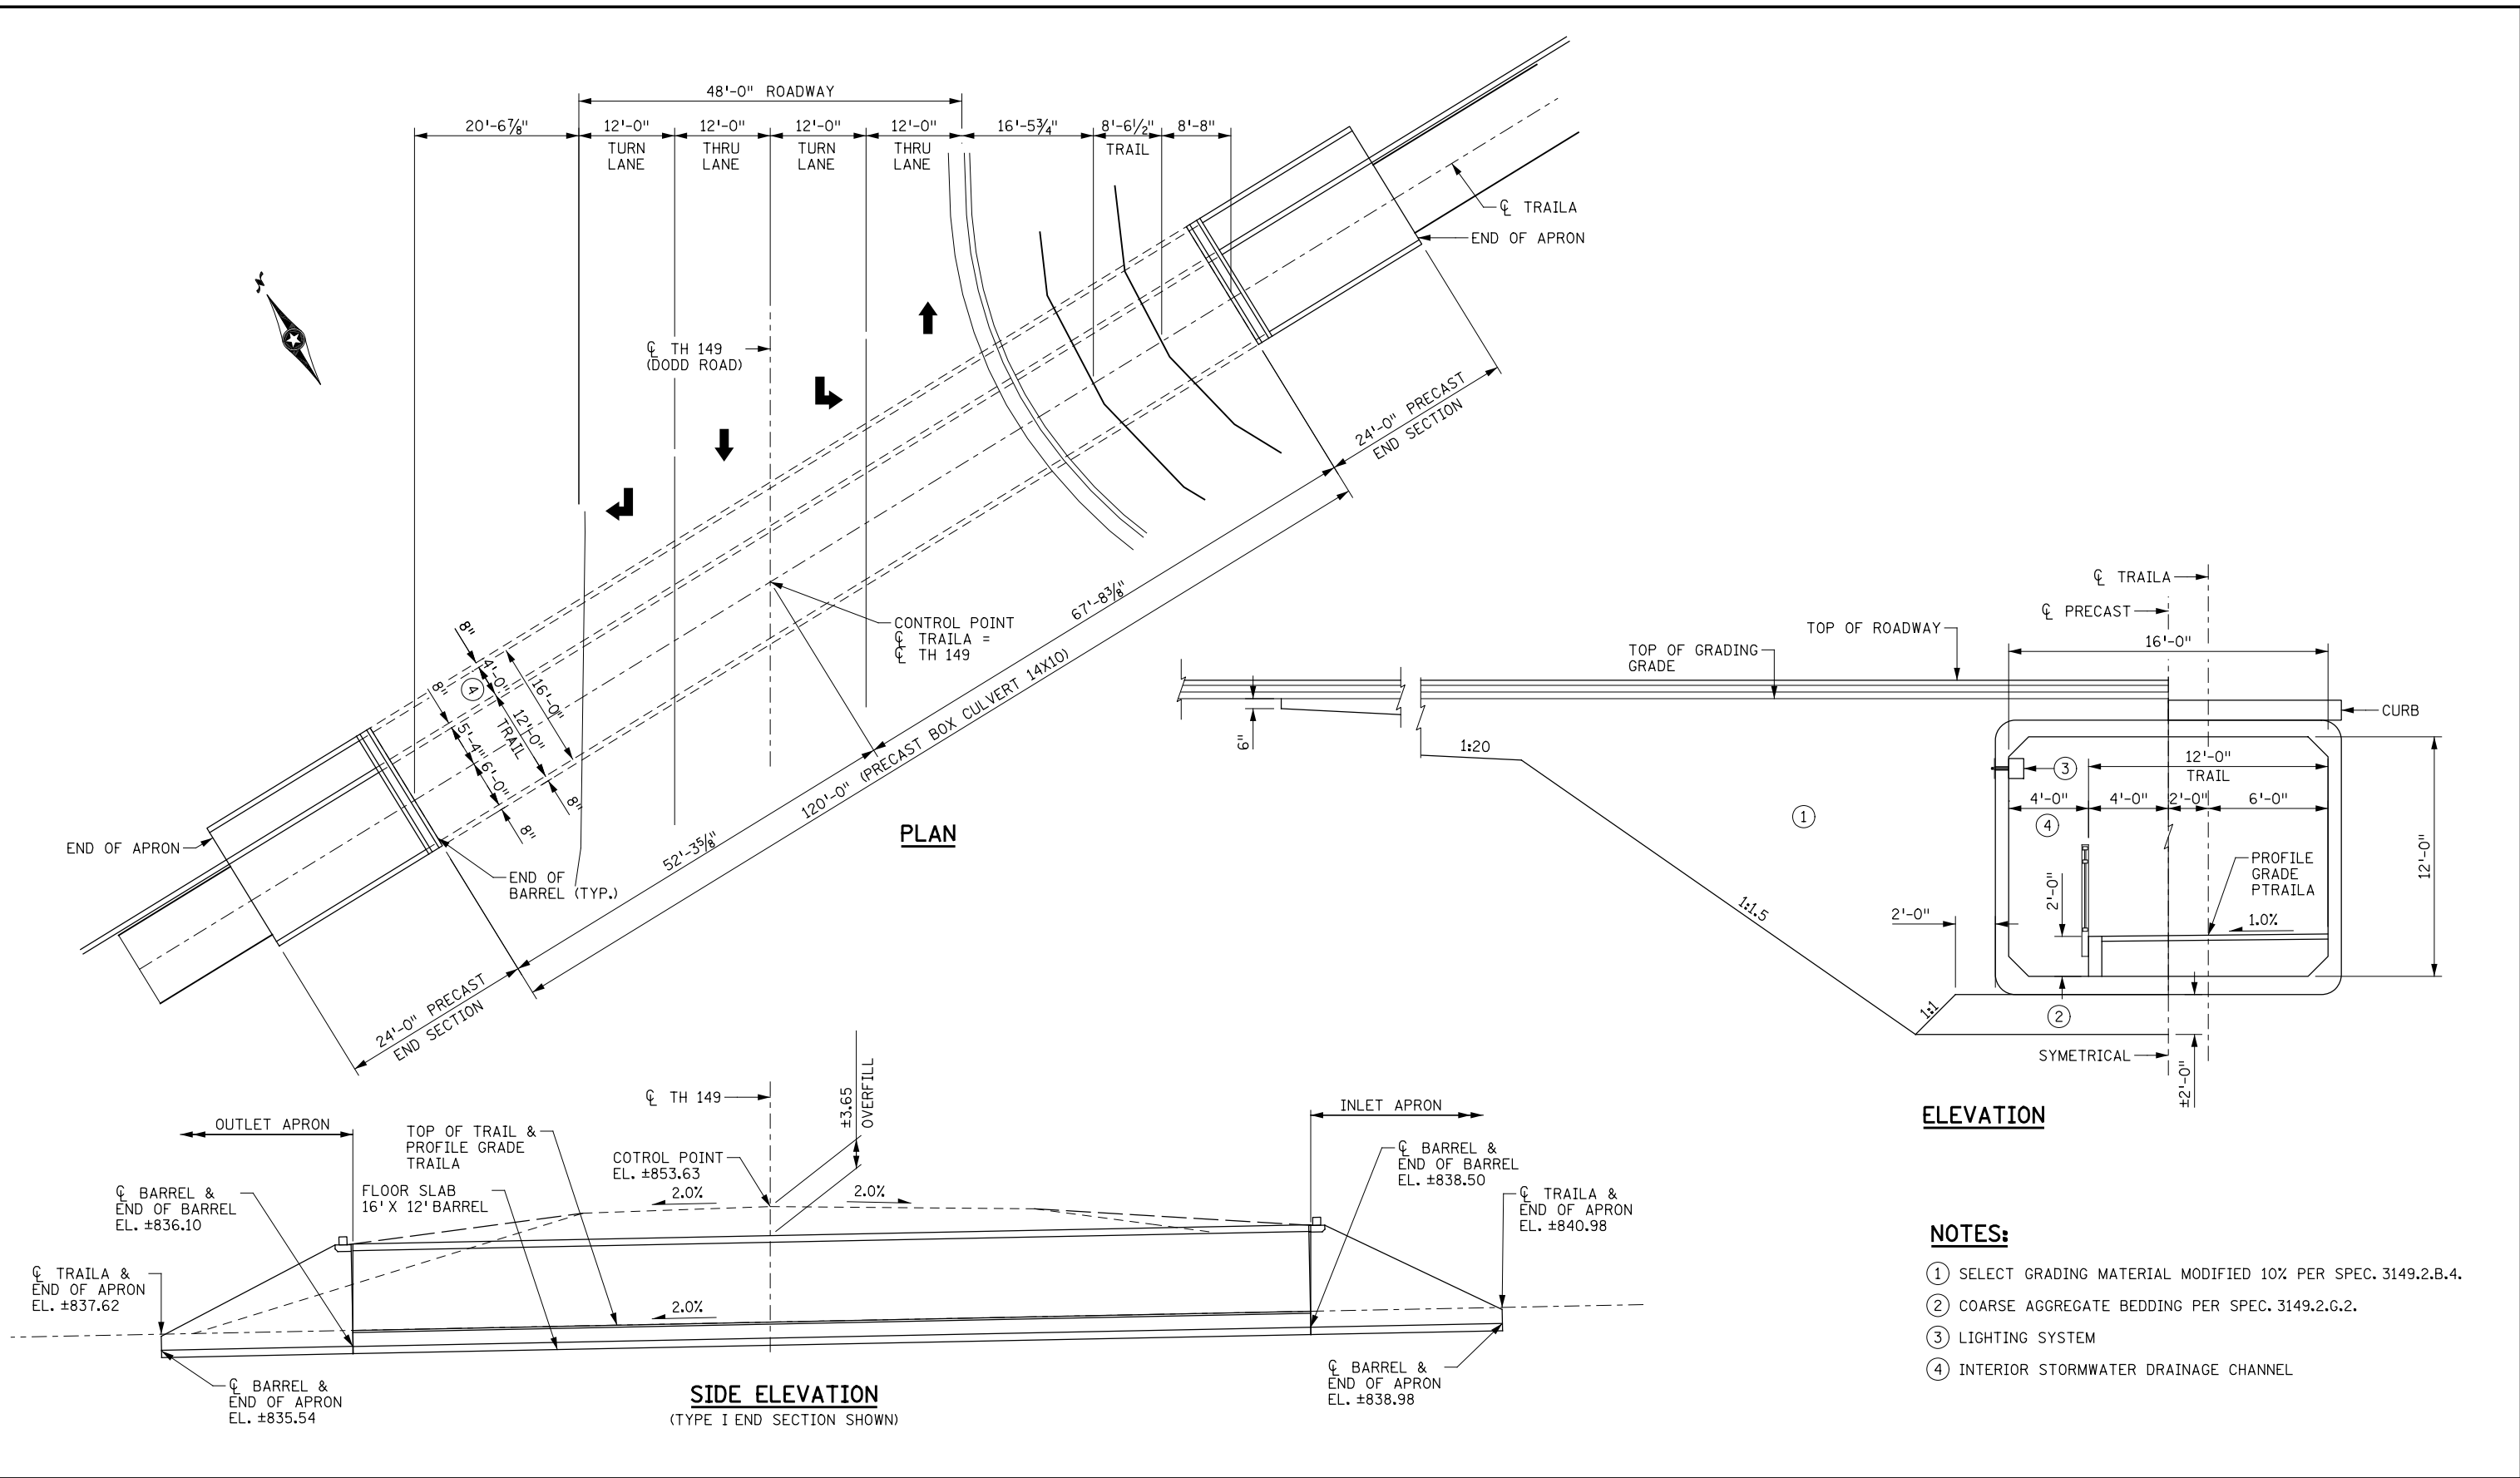 48'-0" ROADWAY
20'-6⅞"
12'-0"
12'-0"
12'-0"
12'-0"
16'-5¾"
8'-6½"
8'-8"
TURN
LANE
THRU
LANE
TURN
LANE
THRU
LANE
TRAIL
℄ TRAILA
END OF APRON
N
℄ TH 149
(DODD ROAD)
24'-0" PRECAST
END SECTION
CONTROL POINT
℄ TRAILA =
℄ TH 149
67'-8⅜"
120'-0" (PRECAST BOX CULVERT 14X10)
52'-3⅝"
8"
4'-0"
4
16'-0"
8"
12'-0"
TRAIL
5'-4"
6'-0"
8"
8"
END OF APRON
END OF
BARREL (TYP.)
24'-0" PRECAST
END SECTION
PLAN
℄ TRAILA
℄ PRECAST
16'-0"
TOP OF ROADWAY
TOP OF GRADING
GRADE
CURB
6"
1:20
3
12'-0"
TRAIL
4'-0"
4'-0"
2'-0"
6'-0"
1
4
12'-0"
PROFILE
GRADE
PTRAILA
2'-0"
1.0%
2'-0"
1:1.5
1:1
2
SYMETRICAL
±2'-0"
ELEVATION
℄ TH 149
±3.65
OVERFILL
OUTLET APRON
INLET APRON
TOP OF TRAIL &
PROFILE GRADE
TRAILA
COTROL POINT
EL. ±853.63
℄ BARREL &
END OF BARREL
EL. ±838.50
℄ BARREL &
END OF BARREL
EL. ±836.10
FLOOR SLAB
16' X 12' BARREL
2.0%
2.0%
℄ TRAILA &
END OF APRON
EL. ±840.98
℄ TRAILA &
END OF APRON
EL. ±837.62
2.0%
℄ BARREL &
END OF APRON
EL. ±835.54
℄ BARREL &
END OF APRON
EL. ±838.98
SIDE ELEVATION
(TYPE I END SECTION SHOWN)
NOTES:
1 SELECT GRADING MATERIAL MODIFIED 10% PER SPEC. 3149.2.B.4.
2 COARSE AGGREGATE BEDDING PER SPEC. 3149.2.G.2.
3 LIGHTING SYSTEM
4 INTERIOR STORMWATER DRAINAGE CHANNEL